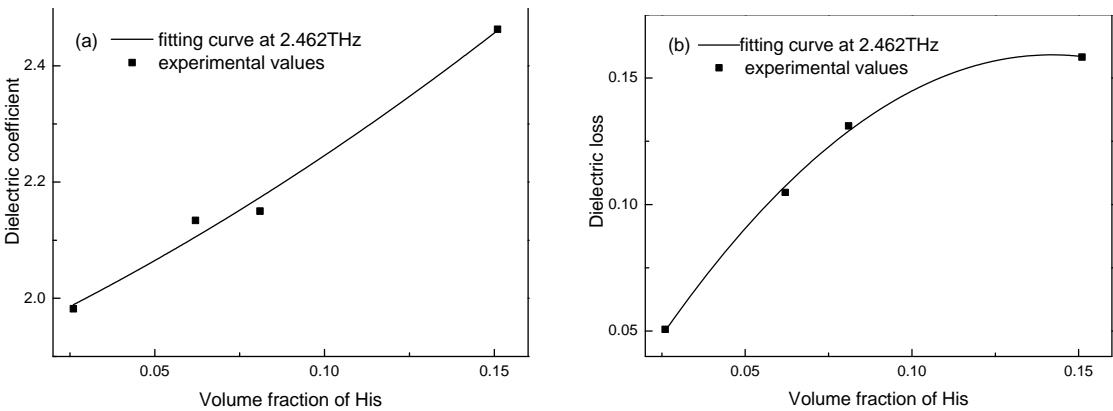 (a) fitting curve at 2.462THz
experimental values
2.4
2.2
2.0
Dielectric coefficient
0.05 0.10 0.15
Volume fraction of His
(b) fitting curve at 2.462THz
experimental values
0.15
0.10
0.05
Dielectric loss
0.05 0.10 0.15
Volume fraction of His